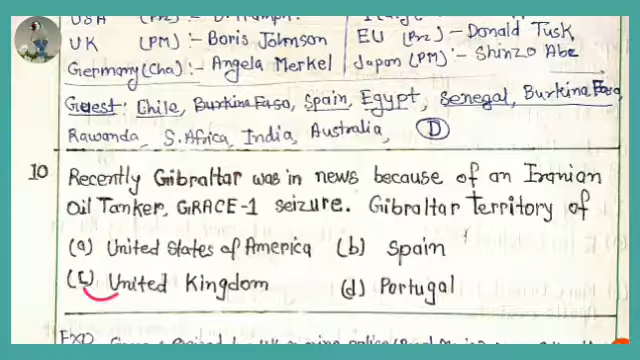 USA
UK (PM) :- Boris Johnson
EU (Prz) :- Donald Tusk
Germany (Cha) :- Angela Merkel
Japan (PM) :- Shinzo Abe
Guest: Chile, Burkina Faso, Spain, Egypt, Senegal, Burkina Faso,
Rawanda, S. Africa, India, Australia, (D)
10 Recently Gibraltar was in news because of an Iranian
Oil Tanker, GRACE-1 seizure. Gibraltar territory of
(a) United States of America (b) Spain
(c) United Kingdom (d) Portugal